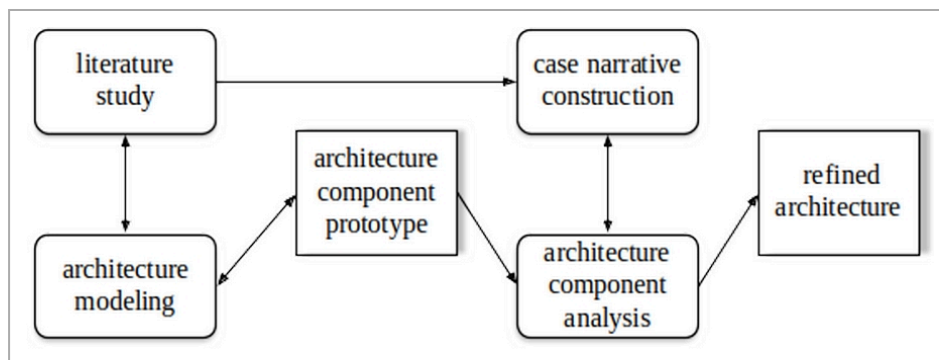 literature
study
case narrative
construction
architecture
component
prototype
refined
architecture
architecture
modeling
architecture
component
analysis